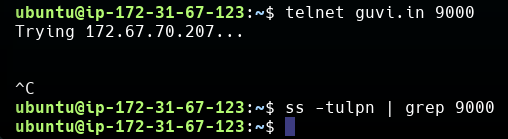 ubuntu@ip-172-31-67-123:~$ telnet guvi.in 9000
Trying 172.67.70.207...
^C
ubuntu@ip-172-31-67-123:~$ ss -tulpn | grep 9000
ubuntu@ip-172-31-67-123:~$